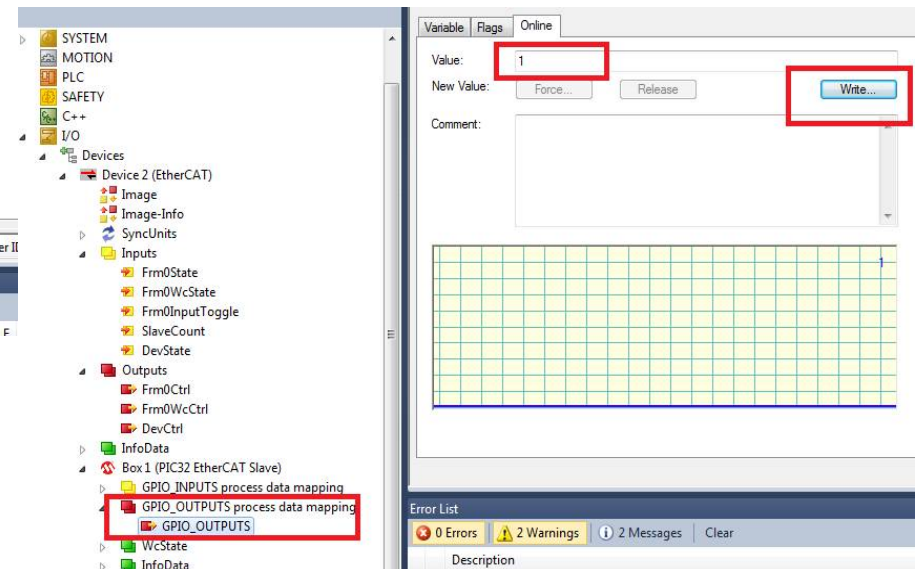 SYSTEM
MOTION
PLC
SAFETY
C++
I/O
Devices
Device 2 (EtherCAT)
Image
Image-Info
SyncUnits
Inputs
Frm0State
Frm0WcState
Frm0InputToggle
SlaveCount
DevState
Outputs
Frm0Ctrl
Frm0WcCtrl
DevCtrl
InfoData
Box 1 (PIC32 EtherCAT Slave)
GPIO_INPUTS process data mapping
GPIO_OUTPUTS process data mapping
GPIO_OUTPUTS
WcState
InfoData
Variable Flags Online
Value: 1
New Value: Force... Release Write...
Comment:
1
Error List
0 Errors 2 Warnings 2 Messages Clear
Description